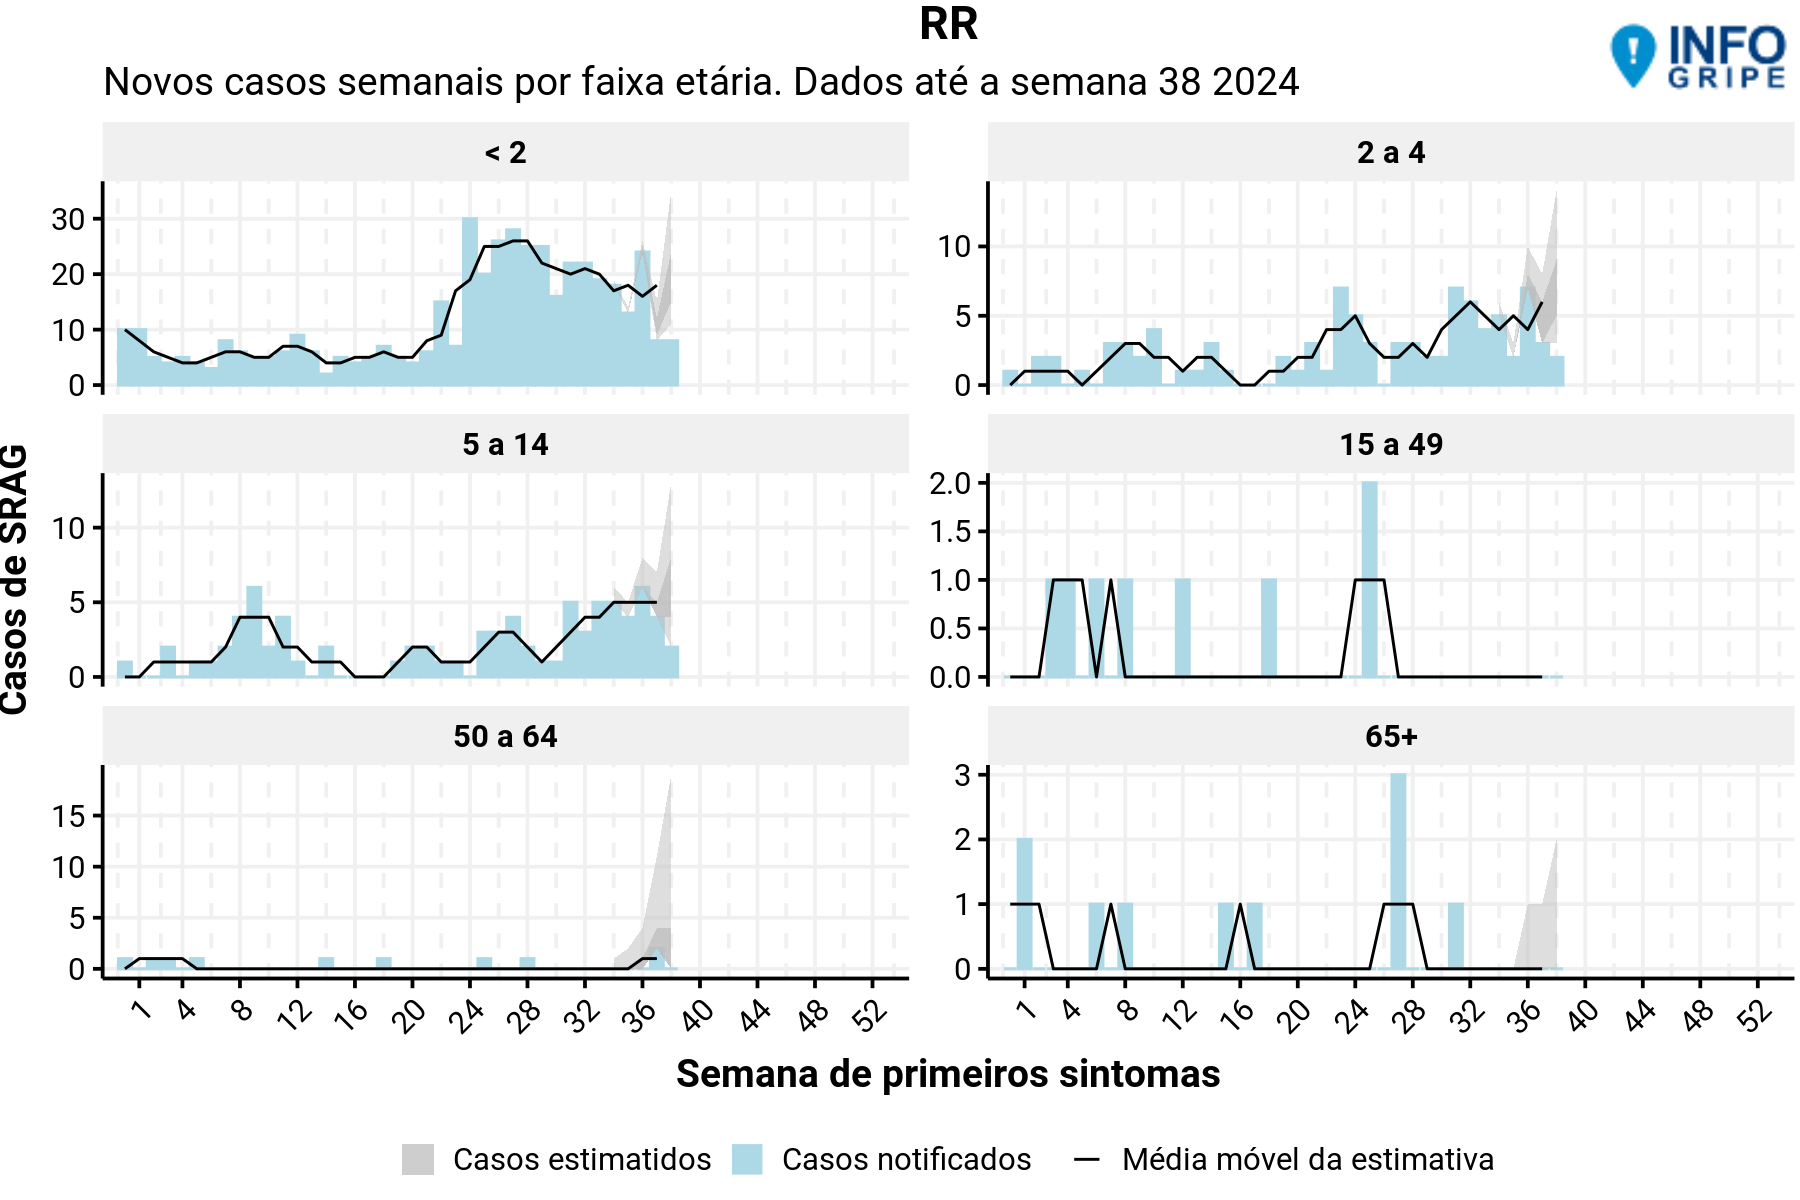 RR
INFO
GRIPE
Novos casos semanais por faixa etária. Dados até a semana 38 2024
< 2
2 a 4
30
20
10
0
10
5
0
5 a 14
15 a 49
10
5
0
2.0
1.5
1.0
0.5
0.0
Casos de SRAG
50 a 64
65+
15
10
5
0
3
2
1
0
1 4 8 12 16 20 24 28 32 36 40 44 48 52
1 4 8 12 16 20 24 28 32 36 40 44 48 52
Semana de primeiros sintomas
Casos estimatidos Casos notificados Média móvel da estimativa